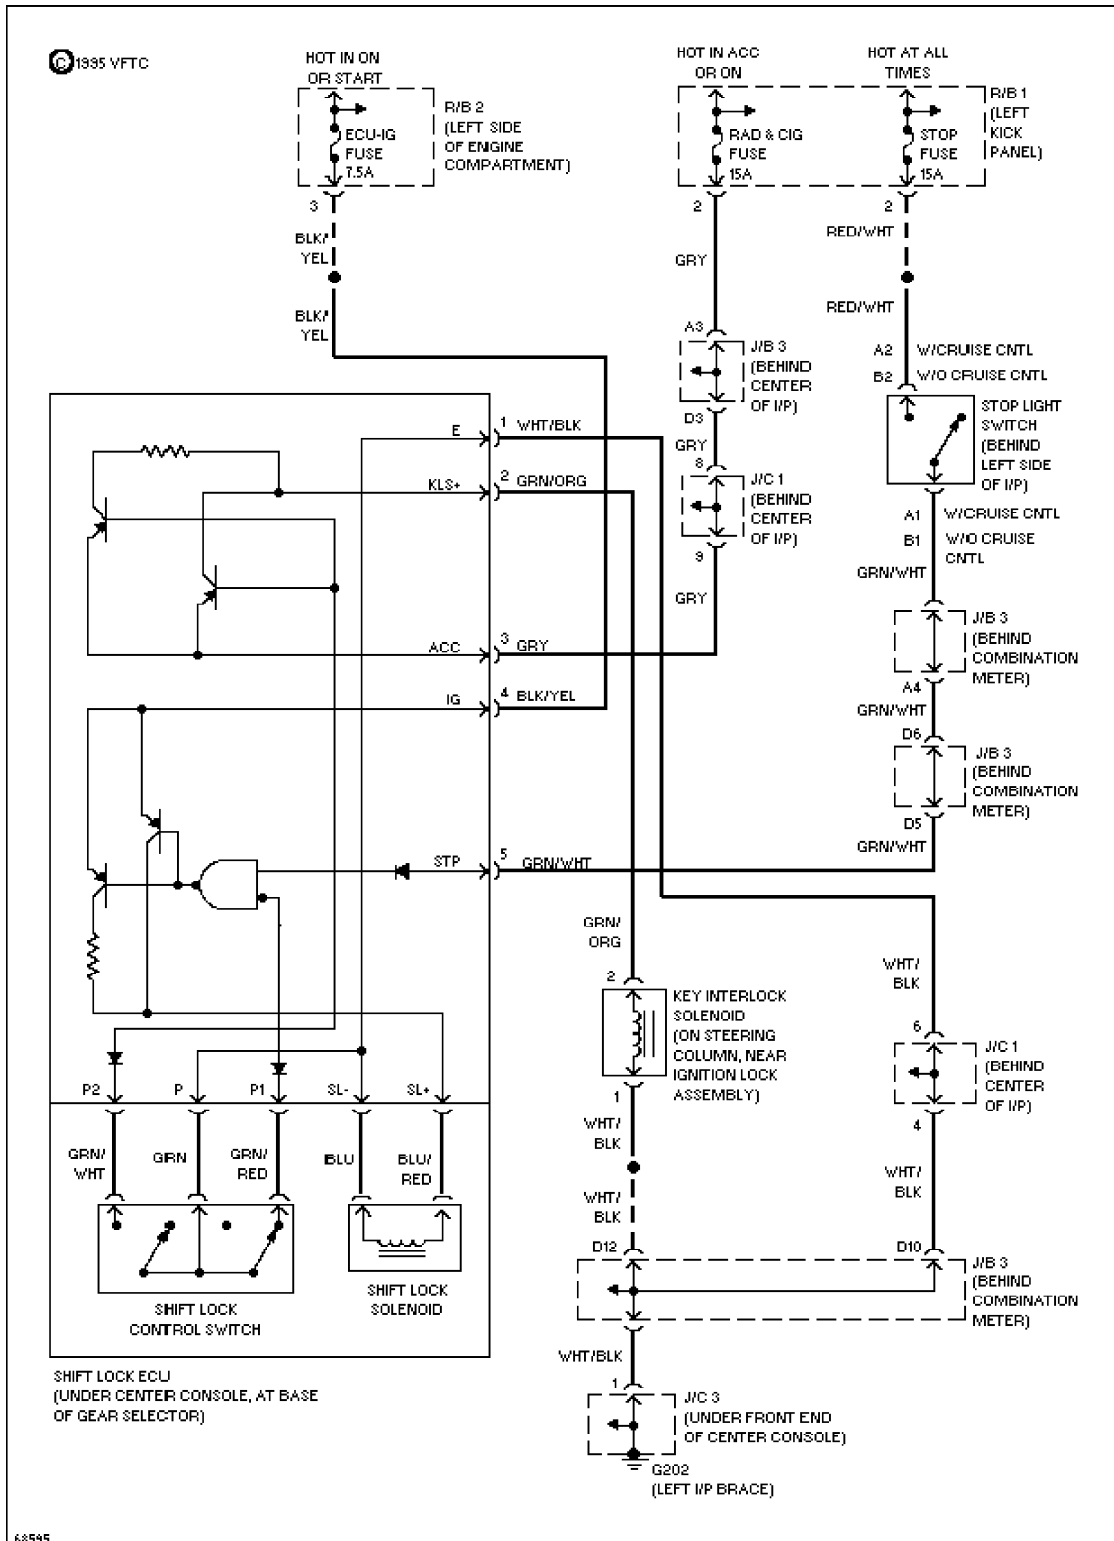 © 1995 VFTC
HOT IN ON
OR START
HOT IN ACC
OR ON
HOT AT ALL
TIMES
R/B 2
(LEFT SIDE
OF ENGINE
COMPARTMENT)
ECU-IG
FUSE
7.5A
RAD & CIG
FUSE
15A
STOP
FUSE
15A
R/B 1
(LEFT
KICK
PANEL)
3
2
2
BLK/
YEL
GRY
RED/WHT
BLK/
YEL
RED/WHT
A3
J/B 3
(BEHIND
CENTER
OF I/P)
D3
GRY
8
J/C 1
(BEHIND
CENTER
OF I/P)
9
GRY
A2 W/CRUISE CNTL
B2 W/O CRUISE CNTL
STOP LIGHT
SWITCH
(BEHIND
LEFT SIDE
OF I/P)
A1 W/CRUISE CNTL
B1 W/O CRUISE
CNTL
GRN/WHT
J/B 3
(BEHIND
COMBINATION
METER)
A4
GRN/WHT
D6
J/B 3
(BEHIND
COMBINATION
METER)
D5
GRN/WHT
E 1 WHT/BLK
KLS+ 2 GRN/ORG
ACC 3 GRY
IG 4 BLK/YEL
STP 5 GRN/WHT
GRN/
ORG
2
KEY INTERLOCK
SOLENOID
(ON STEERING
COLUMN, NEAR
IGNITION LOCK
ASSEMBLY)
1
WHT/
BLK
WHT/
BLK
D12
WHT/
BLK
6
J/C 1
(BEHIND
CENTER
OF I/P)
4
WHT/
BLK
D10
J/B 3
(BEHIND
COMBINATION
METER)
P2 P P1 SL- SL+
GRN/
WHT
GRN
GRN/
RED
BLU
BLU/
RED
SHIFT LOCK
CONTROL SWITCH
SHIFT LOCK
SOLENOID
SHIFT LOCK ECU
(UNDER CENTER CONSOLE, AT BASE
OF GEAR SELECTOR)
WHT/BLK
1
J/C 3
(UNDER FRONT END
OF CENTER CONSOLE)
G202
(LEFT I/P BRACE)
68595